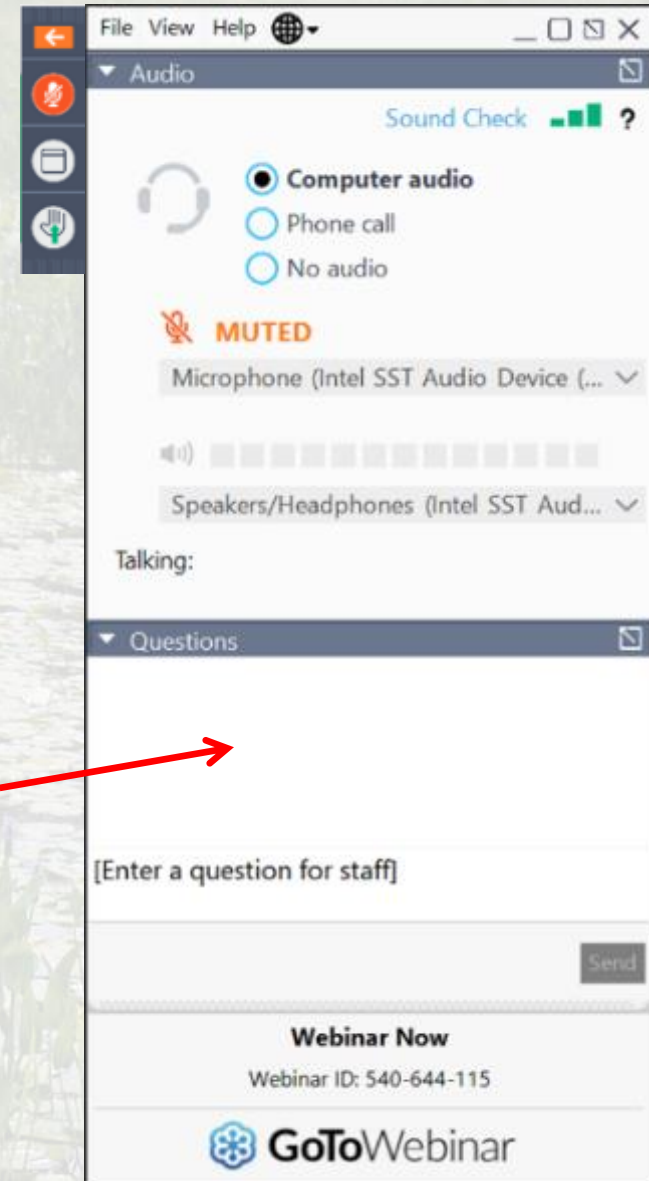 File View Help
Audio
Sound Check ?
Computer audio
Phone call
No audio
MUTED
Microphone (Intel SST Audio Device (...
Speakers/Headphones (Intel SST Aud...
Talking:
Questions
[Enter a question for staff]
Send
Webinar Now
Webinar ID: 540-644-115
GoToWebinar